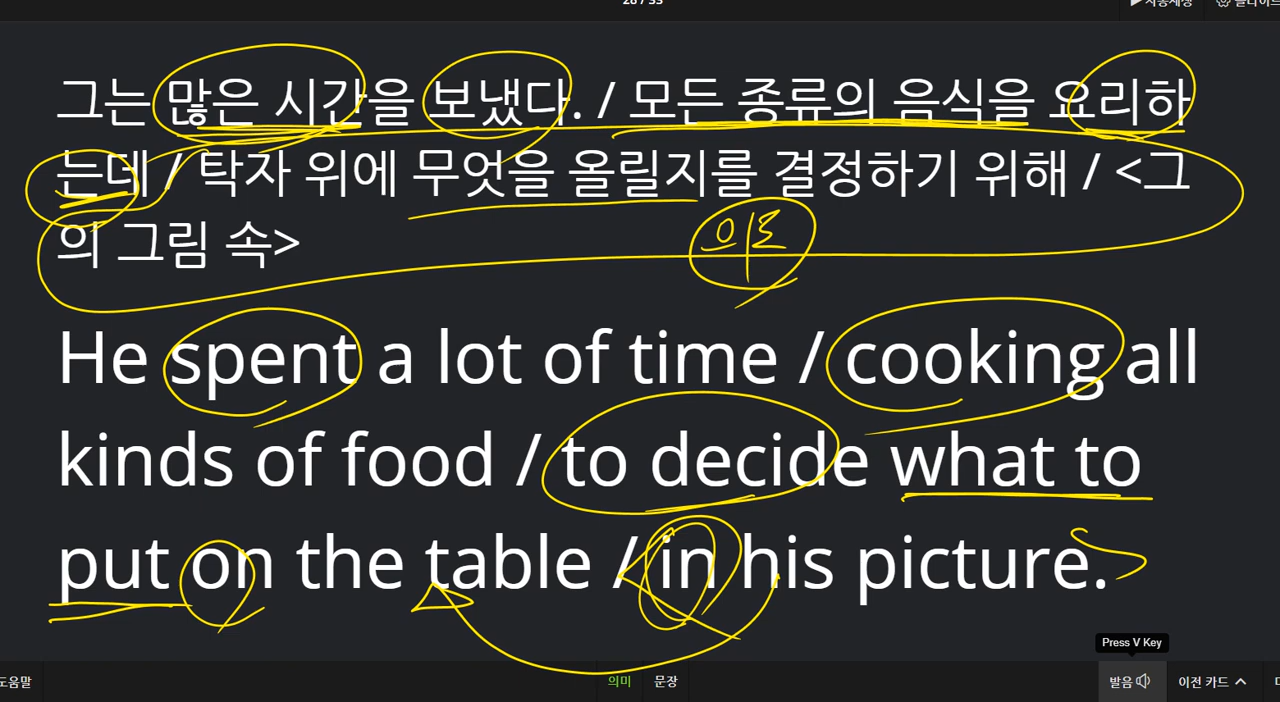 28 / 33
그는 많은 시간을 보냈다. / 모든 종류의 음식을 요리하
는데 / 탁자 위에 무엇을 올릴지를 결정하기 위해 / <그
의 그림 속>
He spent a lot of time / cooking all
kinds of food / to decide what to
put on the table / in his picture.
Press V Key
도움말 의미 문장 발음 이전 카드